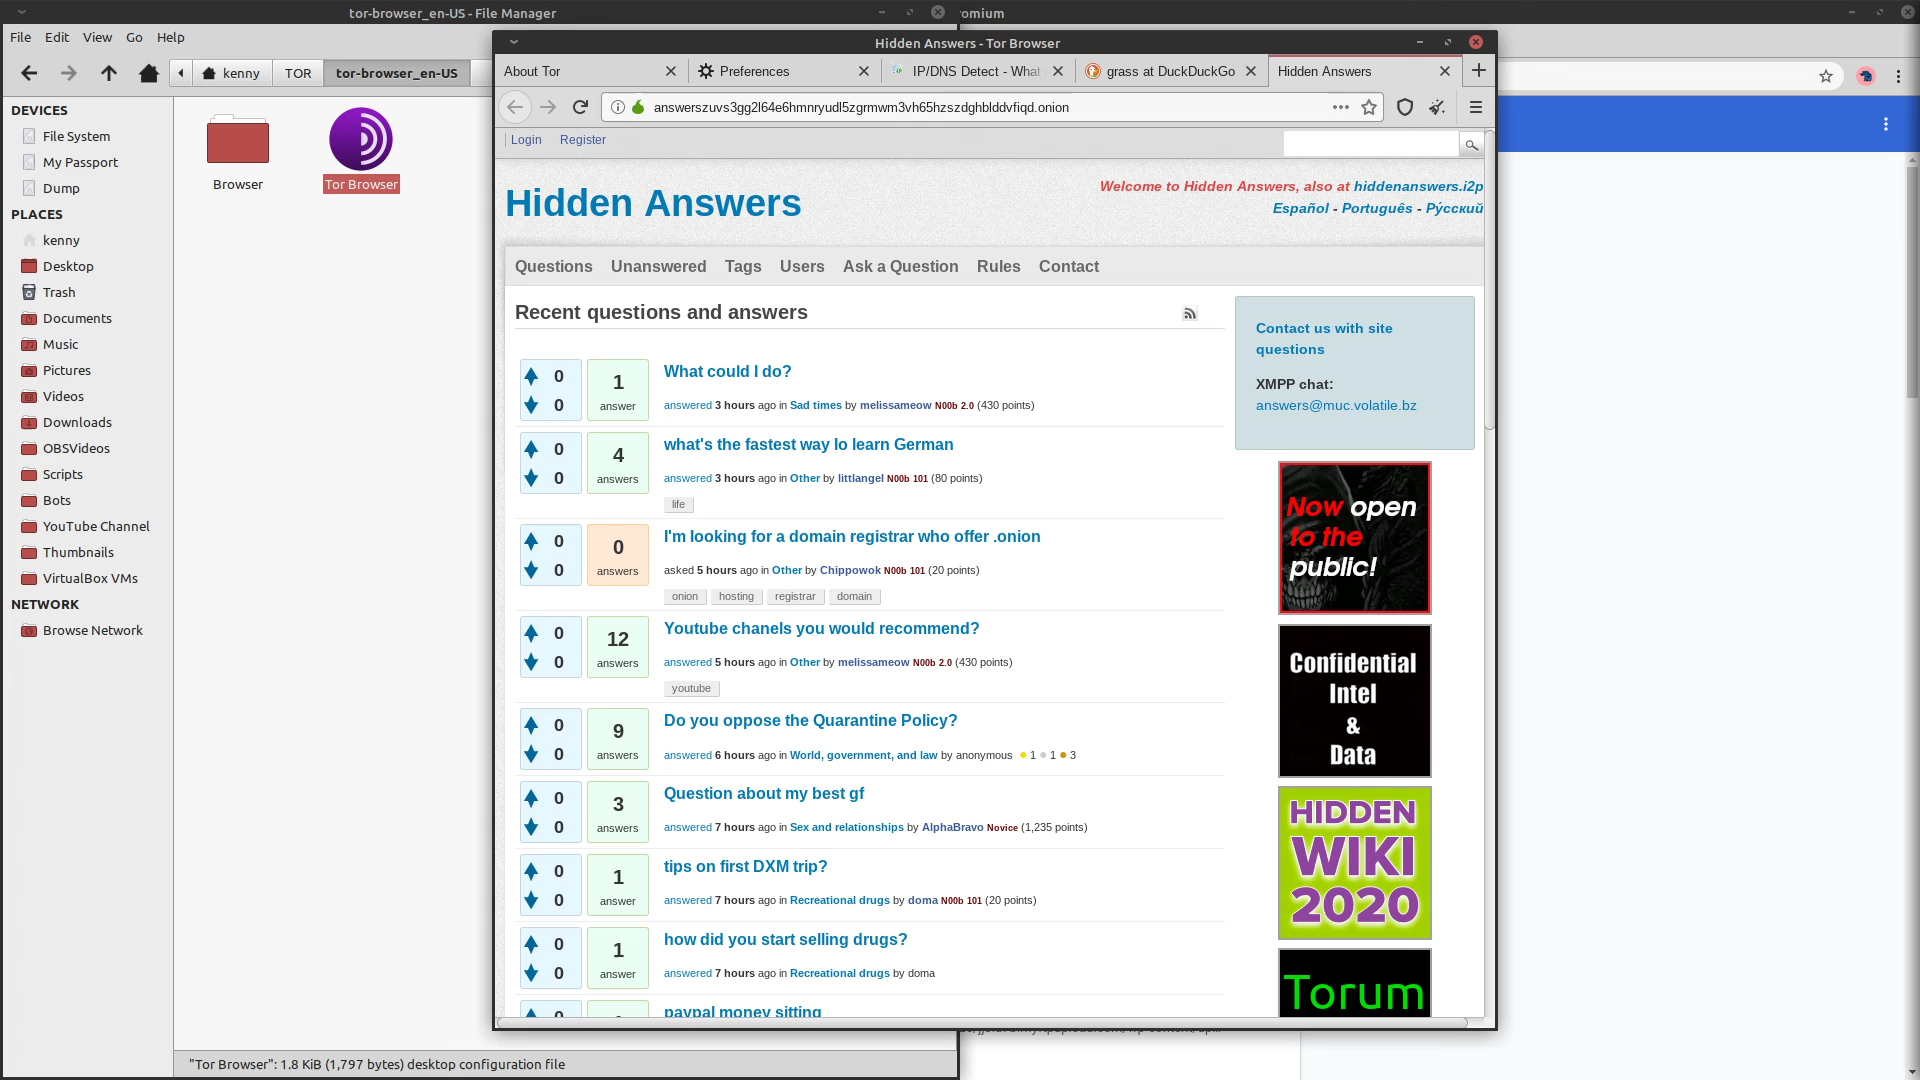 tor-browser_en-US - File Manager
omium
File Edit View Go Help
kenny TOR tor-browser_en-US
DEVICES
File System
My Passport
Dump
PLACES
kenny
Desktop
Trash
Documents
Music
Pictures
Videos
Downloads
OBSVideos
Scripts
Bots
YouTube Channel
Thumbnails
VirtualBox VMs
NETWORK
Browse Network
Browser
Tor Browser
"Tor Browser": 1.8 KiB (1,797 bytes) desktop configuration file
Hidden Answers - Tor Browser
About Tor Preferences IP/DNS Detect - What grass at DuckDuckGo Hidden Answers
answerszuvs3gg2l64e6hmnryudl5zgrmwm3vh65hzszdghblddvfiqd.onion
Login Register
Hidden Answers
Welcome to Hidden Answers, also at hiddenanswers.i2p
Español - Português - Ру́сский
Questions Unanswered Tags Users Ask a Question Rules Contact
Recent questions and answers
0
0
1
answer
What could I do?
answered 3 hours ago in Sad times by melissameow N00b 2.0 (430 points)
0
0
4
answers
what's the fastest way lo learn German
answered 3 hours ago in Other by littlangel N00b 101 (80 points)
life
0
0
0
answers
I'm looking for a domain registrar who offer .onion
asked 5 hours ago in Other by Chippowok N00b 101 (20 points)
onion hosting registrar domain
0
0
12
answers
Youtube chanels you would recommend?
answered 5 hours ago in Other by melissameow N00b 2.0 (430 points)
youtube
0
0
9
answers
Do you oppose the Quarantine Policy?
answered 6 hours ago in World, government, and law by anonymous 1 1 3
0
0
3
answers
Question about my best gf
answered 7 hours ago in Sex and relationships by AlphaBravo Novice (1,235 points)
0
0
1
answer
tips on first DXM trip?
answered 7 hours ago in Recreational drugs by doma N00b 101 (20 points)
0
0
1
answer
how did you start selling drugs?
answered 7 hours ago in Recreational drugs by doma
0
paypal money sitting
Contact us with site
questions
XMPP chat:
answers@muc.volatile.bz
Now open
to the
public!
Confidential
Intel
&
Data
HIDDEN
WIKI
2020
Torum